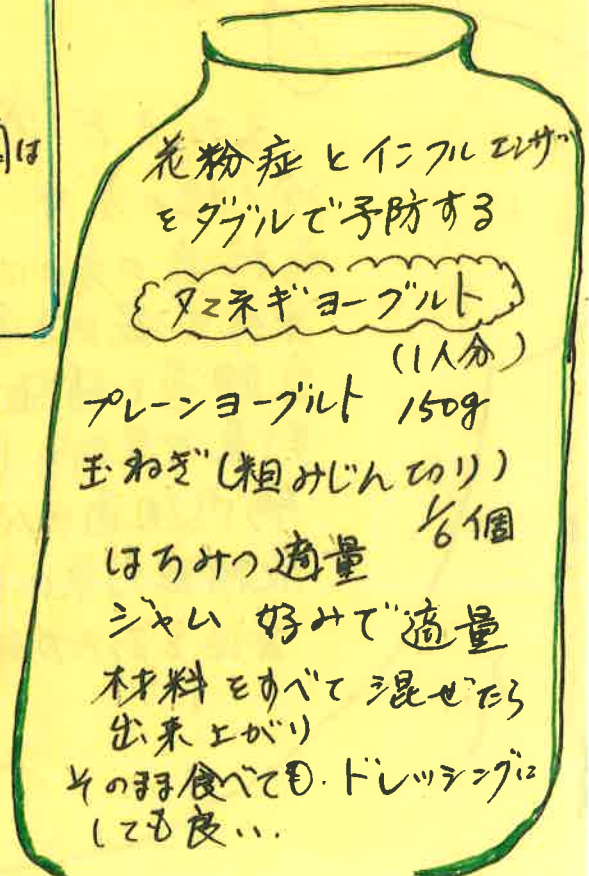 は
花粉症とインフルエンザ
をダブルで予防する
タマネギヨーグルト
(1人分)
プレーンヨーグルト 150g
玉ねぎ(粗みじん切り)
1/6個
はちみつ適量
ジャム 好みで適量
材料をすべて混ぜたら
出来上がり
そのまま食べても.ドレッシングに
しても良い.